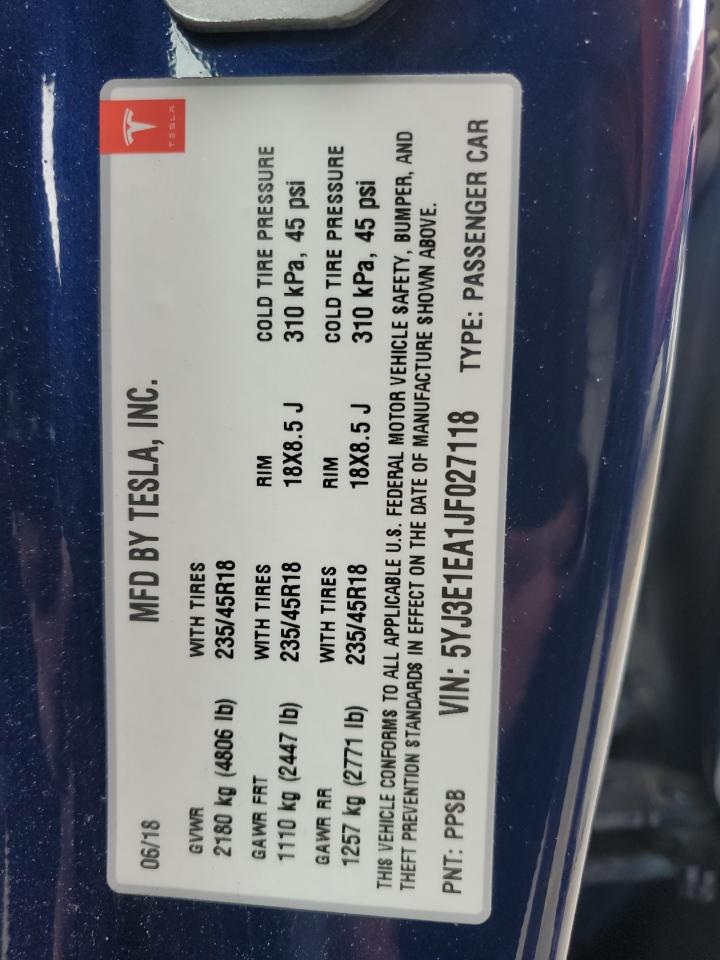 TESLA
MFD BY TESLA, INC.
06/18
GVWR WITH TIRES
2180 kg (4806 lb) 235/45R18
GAWR FRT WITH TIRES RIM COLD TIRE PRESSURE
1110 kg (2447 lb) 235/45R18 18X8.5 J 310 kPa, 45 psi
GAWR RR WITH TIRES RIM COLD TIRE PRESSURE
1257 kg (2771 lb) 235/45R18 18X8.5 J 310 kPa, 45 psi
THIS VEHICLE CONFORMS TO ALL APPLICABLE U.S. FEDERAL MOTOR VEHICLE SAFETY, BUMPER, AND
THEFT PREVENTION STANDARDS IN EFFECT ON THE DATE OF MANUFACTURE SHOWN ABOVE.
PNT: PPSB VIN: 5YJ3E1EA1JF027118 TYPE: PASSENGER CAR